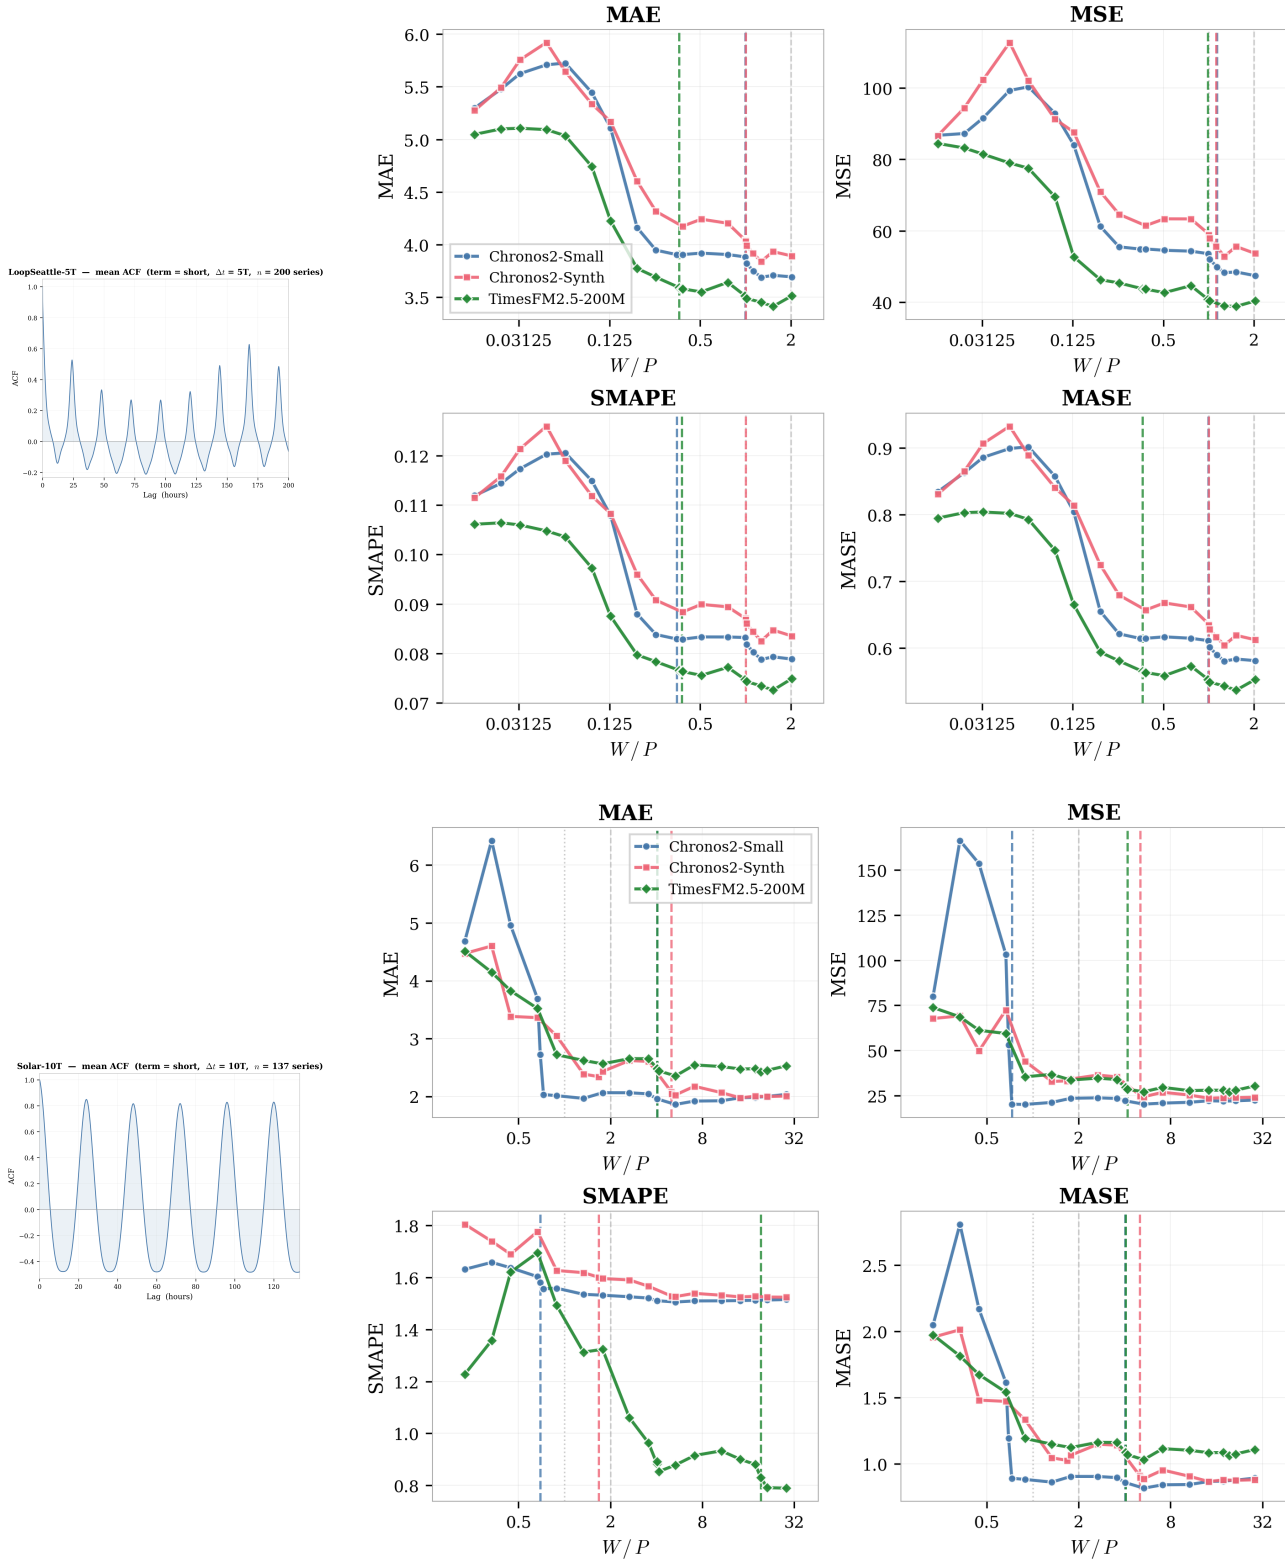 MAE
MSE
6.0
5.5
5.0
4.5
4.0
3.5
MAE
Chronos2-Small
Chronos2-Synth
TimesFM2.5-200M
0.03125
0.125
0.5
2
W / P
100
80
60
40
MSE
0.03125
0.125
0.5
2
W / P
LoopSeattle-5T — mean ACF (term = short, Δt = 5T, n = 200 series)
1.0
0.8
0.6
0.4
0.2
0.0
−0.2
ACF
0
25
50
75
100
125
150
175
200
Lag (hours)
SMAPE
MASE
0.12
0.11
0.10
0.09
0.08
0.07
SMAPE
0.03125
0.125
0.5
2
W / P
0.9
0.8
0.7
0.6
MASE
0.03125
0.125
0.5
2
W / P
MAE
MSE
6
5
4
3
2
MAE
Chronos2-Small
Chronos2-Synth
TimesFM2.5-200M
0.5
2
8
32
W / P
150
125
100
75
50
25
MSE
0.5
2
8
32
W / P
Solar-10T — mean ACF (term = short, Δt = 10T, n = 137 series)
1.0
0.8
0.6
0.4
0.2
0.0
−0.2
−0.4
ACF
0
20
40
60
80
100
120
Lag (hours)
SMAPE
MASE
1.8
1.6
1.4
1.2
1.0
0.8
SMAPE
0.5
2
8
32
W / P
2.5
2.0
1.5
1.0
MASE
0.5
2
8
32
W / P